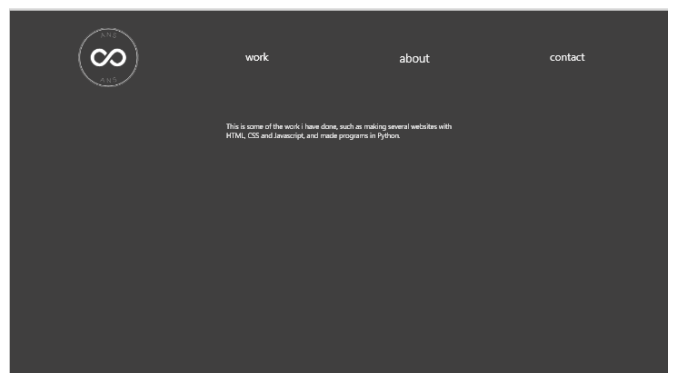 AN2
work
about
contact
ANS
This is some of the work i have done, such as making several websites with
HTML, CSS and Javascript, and made programs in Python.